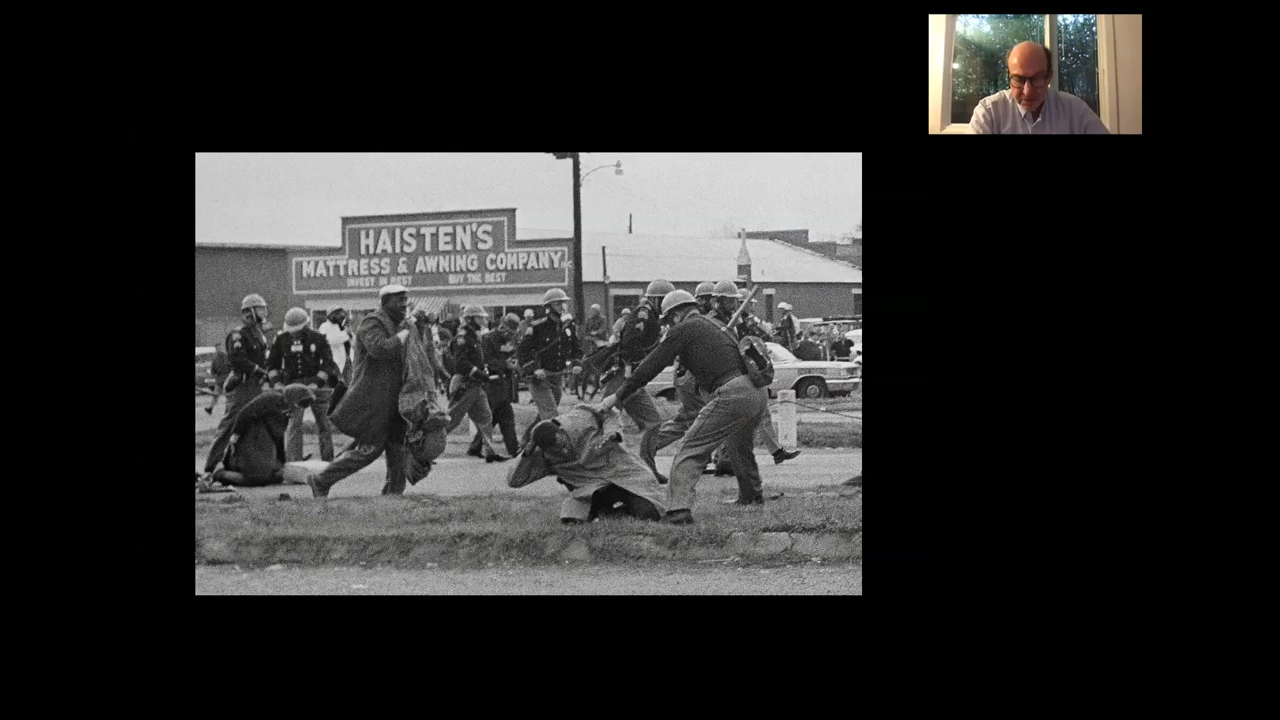 HAISTEN'S
MATTRESS & AWNING COMPANY
INVEST IN REST BUY THE BEST